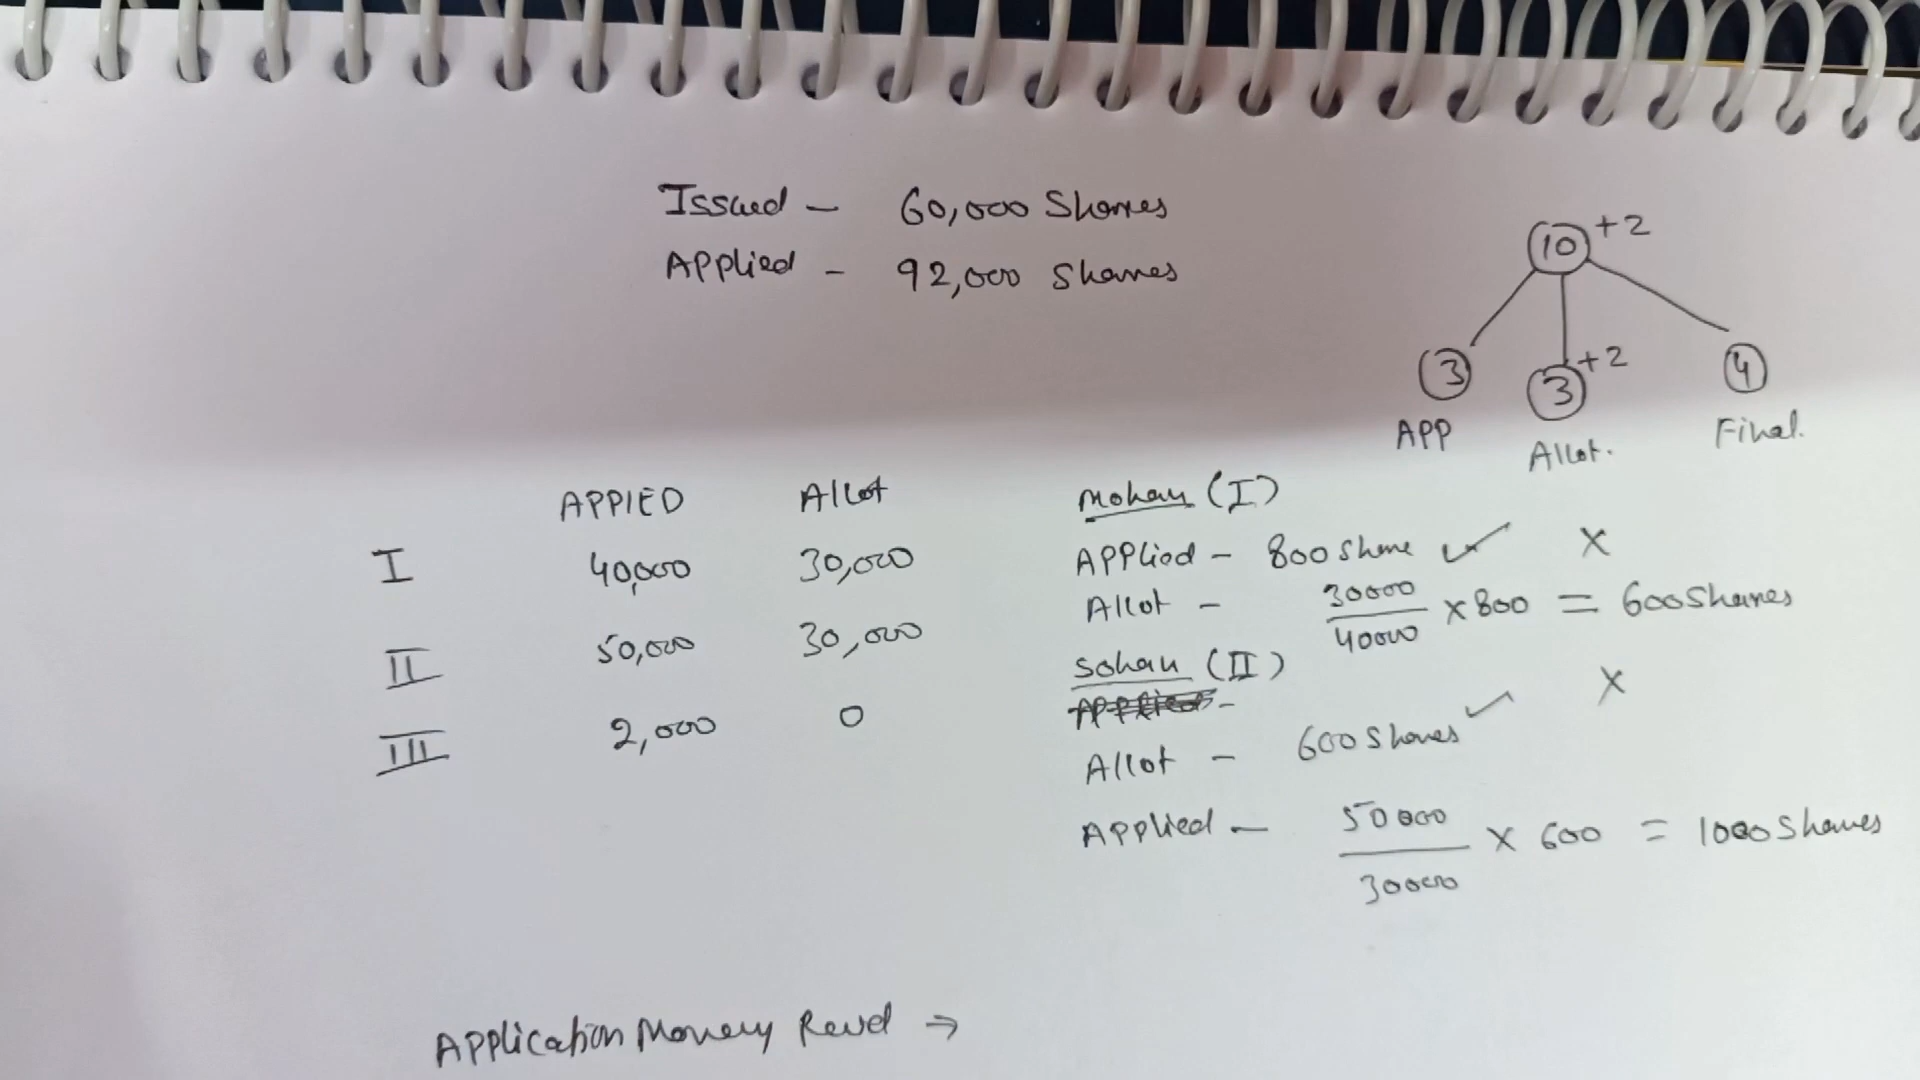 Issued - 60,000 Shares
Applied - 92,000 Shares
10 +2
3 3 +2 4
APP Allot. Final.
APPIED Allot
I 40,000 30,000
II 50,000 30,000
III 2,000 0
Mohan (I)
Applied - 800 Share ✓ X
Allot - 30000/40000 x 800 = 600 Shares
Sohan (II)
Applied -
Allot - 600 Shares ✓ X
Applied - 50000/30000 X 600 = 1000 Shares
Application Money Recvd →